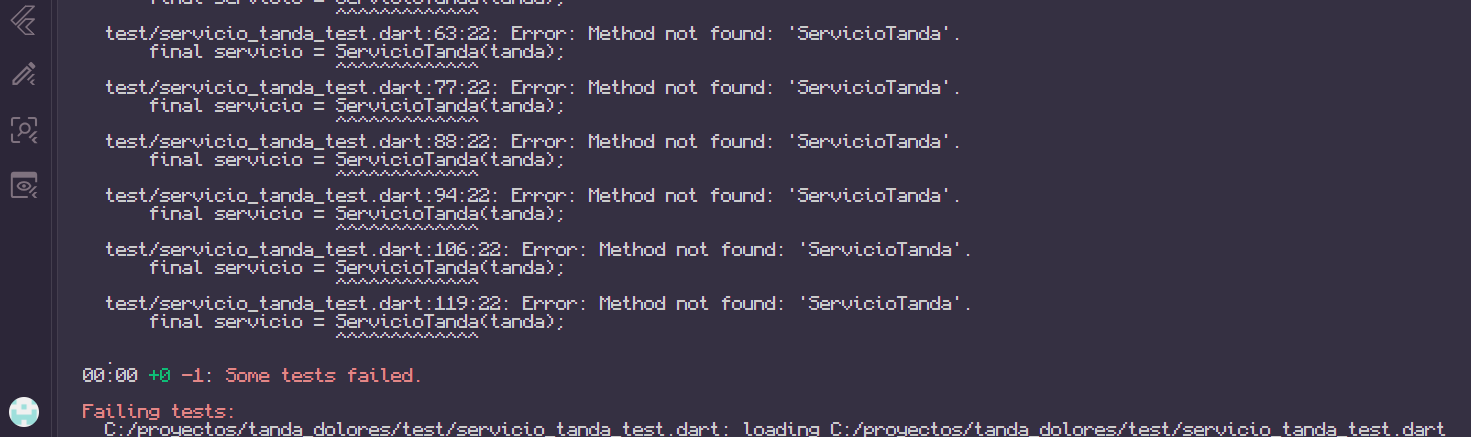 final servicio = ServicioTanda(tanda);
^^^^^^^^^^^^^
test/servicio_tanda_test.dart:63:22: Error: Method not found: 'ServicioTanda'.
final servicio = ServicioTanda(tanda);
^^^^^^^^^^^^^
test/servicio_tanda_test.dart:77:22: Error: Method not found: 'ServicioTanda'.
final servicio = ServicioTanda(tanda);
^^^^^^^^^^^^^
test/servicio_tanda_test.dart:88:22: Error: Method not found: 'ServicioTanda'.
final servicio = ServicioTanda(tanda);
^^^^^^^^^^^^^
test/servicio_tanda_test.dart:94:22: Error: Method not found: 'ServicioTanda'.
final servicio = ServicioTanda(tanda);
^^^^^^^^^^^^^
test/servicio_tanda_test.dart:106:22: Error: Method not found: 'ServicioTanda'.
final servicio = ServicioTanda(tanda);
^^^^^^^^^^^^^
test/servicio_tanda_test.dart:119:22: Error: Method not found: 'ServicioTanda'.
final servicio = ServicioTanda(tanda);
^^^^^^^^^^^^^
.
00:00 +0 -1: Some tests failed.
Failing tests:
C:/proyectos/tanda_dolores/test/servicio_tanda_test.dart: loading C:/proyectos/tanda_dolores/test/servicio_tanda_test.dart